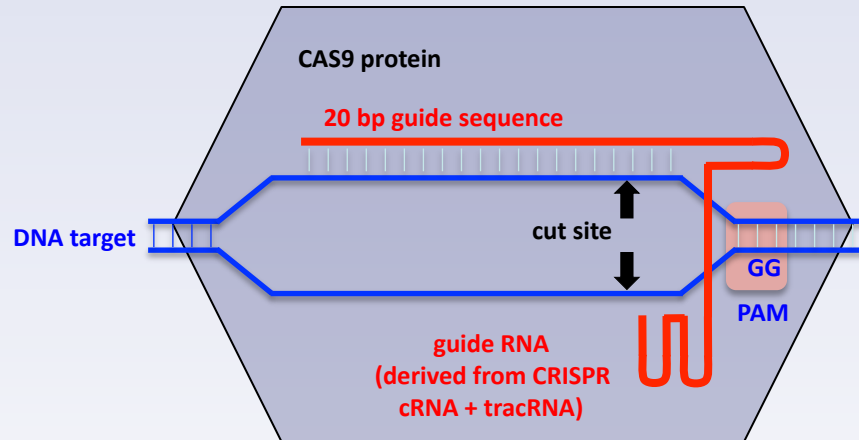 CAS9 protein
20 bp guide sequence
DNA target
cut site
GG
PAM
guide RNA
(derived from CRISPR
cRNA + tracRNA)